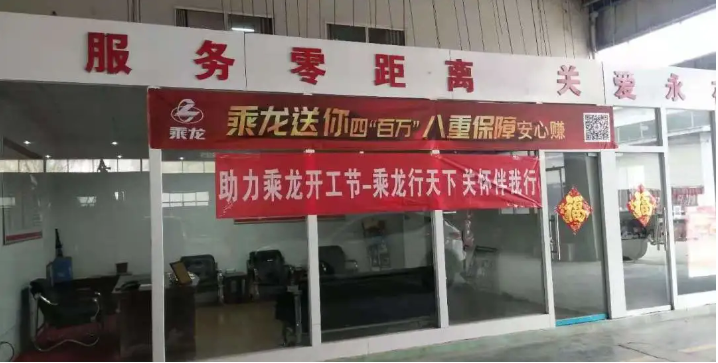 服务零距离 关爱永
乘龙 乘龙送你四“百万”八重保障安心赚
助力乘龙开工节-乘龙行天下 关怀伴我行
福 福